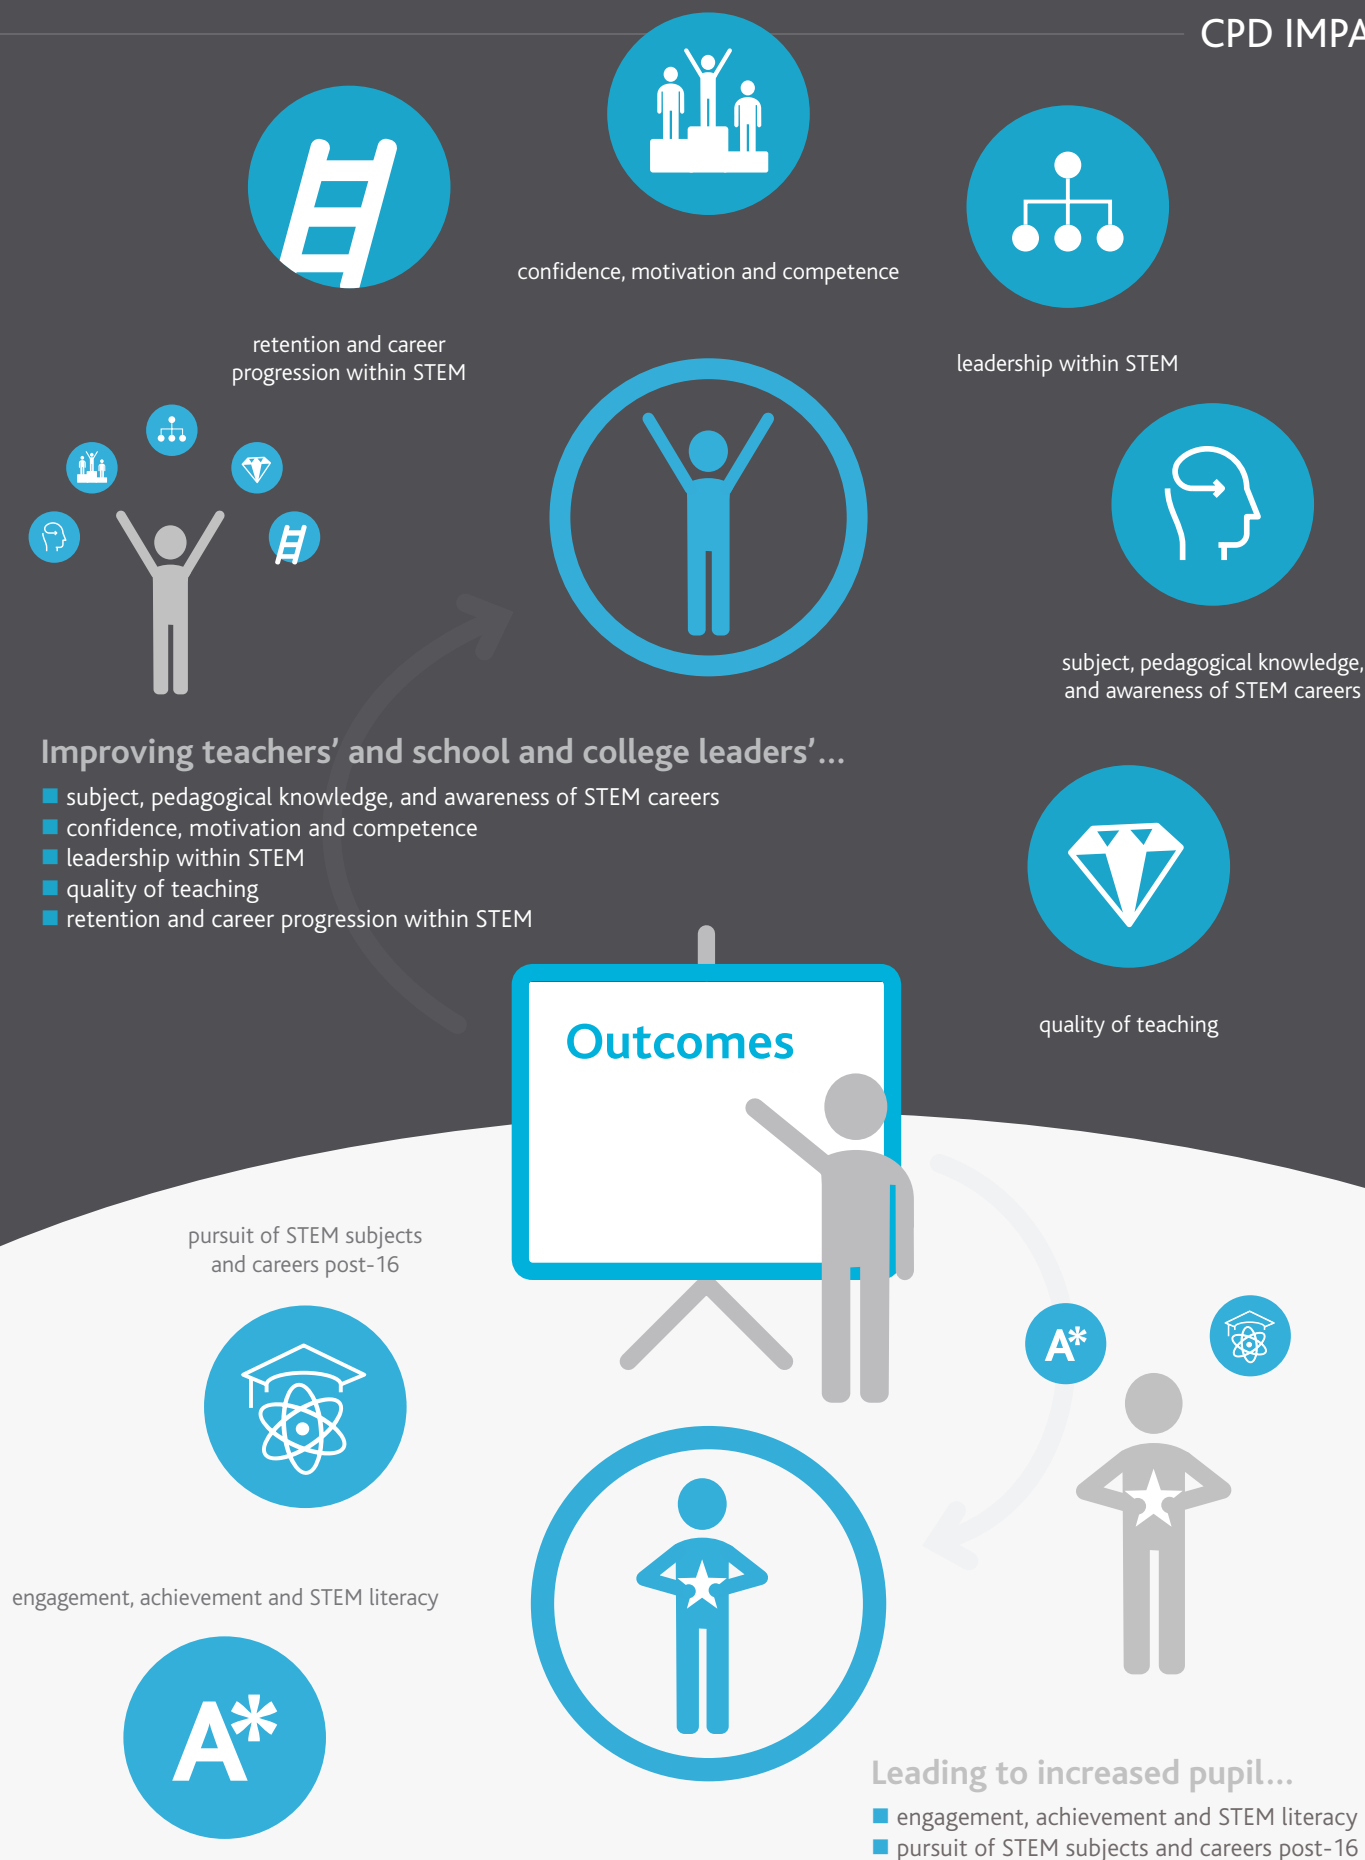 CPD IMPA
confidence, motivation and competence
retention and career
progression within STEM
leadership within STEM
subject, pedagogical knowledge,
and awareness of STEM careers
Improving teachers’ and school and college leaders’...
subject, pedagogical knowledge, and awareness of STEM careers
confidence, motivation and competence
leadership within STEM
quality of teaching
retention and career progression within STEM
quality of teaching
Outcomes
pursuit of STEM subjects
and careers post-16
A*
engagement, achievement and STEM literacy
A*
Leading to increased pupil...
engagement, achievement and STEM literacy
pursuit of STEM subjects and careers post-16